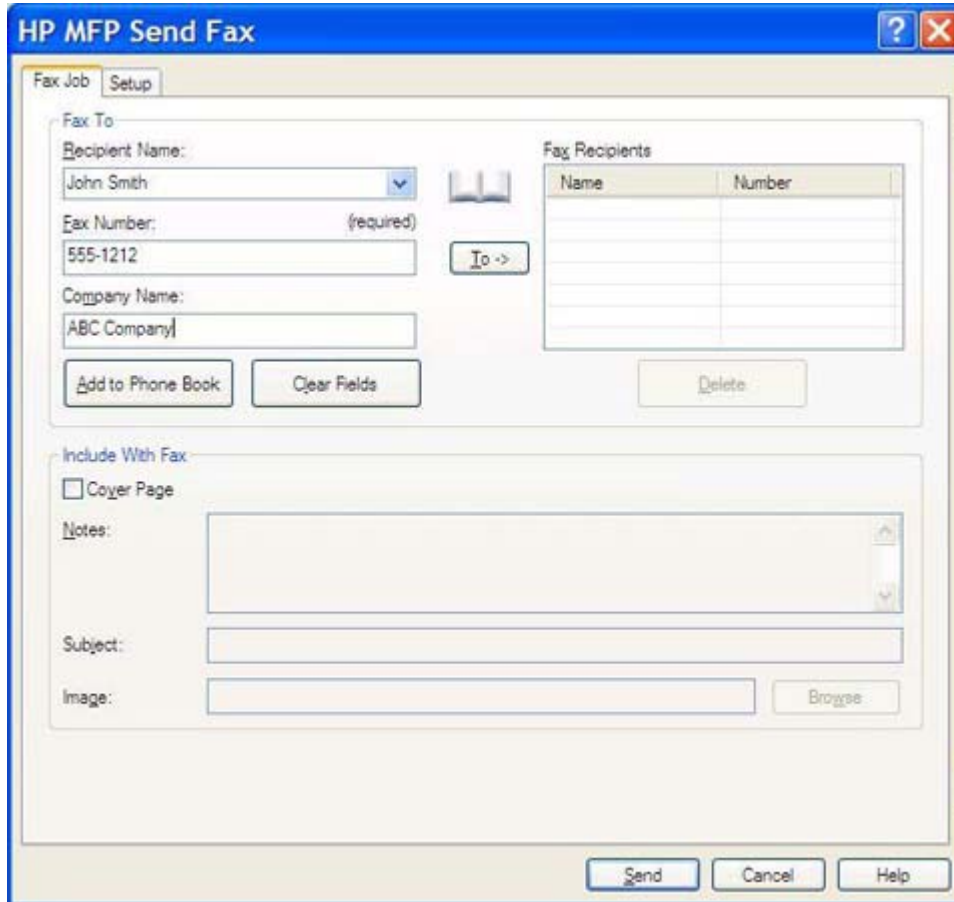 HP MFP Send Fax
Fax Job Setup
Fax To
Recipient Name:
John Smith
Fax Number: (required)
555-1212
Company Name:
ABC Company
Add to Phone Book Clear Fields
To ->
Fax Recipients
Name Number
Delete
Include With Fax
Cover Page
Notes:
Subject:
Image: Browse
Send Cancel Help